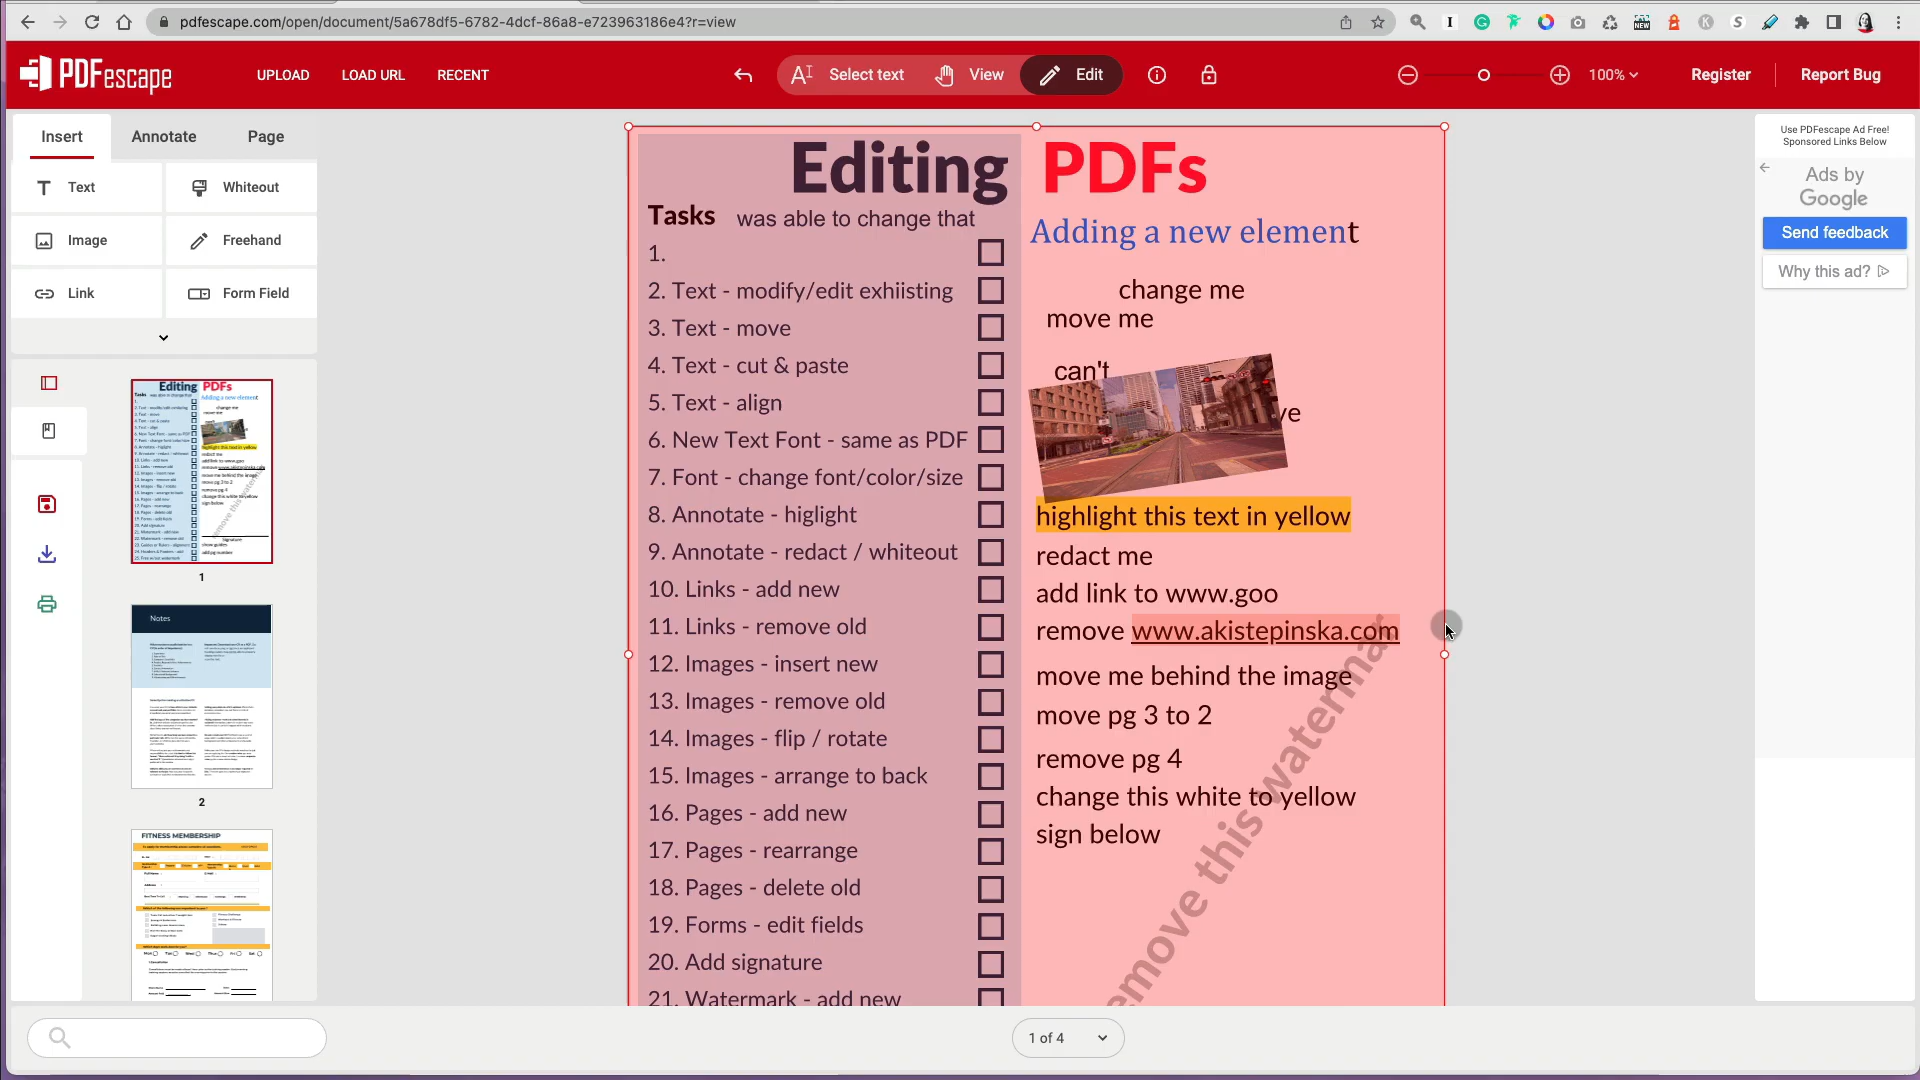 pdfescape.com/open/document/5a678df5-6782-4dcf-86a8-e723963186e4?r=view
PDFescape
UPLOAD
LOAD URL
RECENT
Select text
View
Edit
100%
Register
Report Bug
Insert
Annotate
Page
Text
Whiteout
Image
Freehand
Link
Form Field
1
Notes
2
FITNESS MEMBERSHIP
Editing PDFs
Tasks was able to change that
1.
2. Text - modify/edit exhiisting
3. Text - move
4. Text - cut & paste
5. Text - align
6. New Text Font - same as PDF
7. Font - change font/color/size
8. Annotate - higlight
9. Annotate - redact / whiteout
10. Links - add new
11. Links - remove old
12. Images - insert new
13. Images - remove old
14. Images - flip / rotate
15. Images - arrange to back
16. Pages - add new
17. Pages - rearrange
18. Pages - delete old
19. Forms - edit fields
20. Add signature
21. Watermark - add new
Adding a new element
change me
move me
can't
ve
highlight this text in yellow
redact me
add link to www.goo
remove www.akistepinska.com
move me behind the image
move pg 3 to 2
remove pg 4
change this white to yellow
sign below
emove this watermar
Use PDFescape Ad Free!
Sponsored Links Below
Ads by
Google
Send feedback
Why this ad?
1 of 4